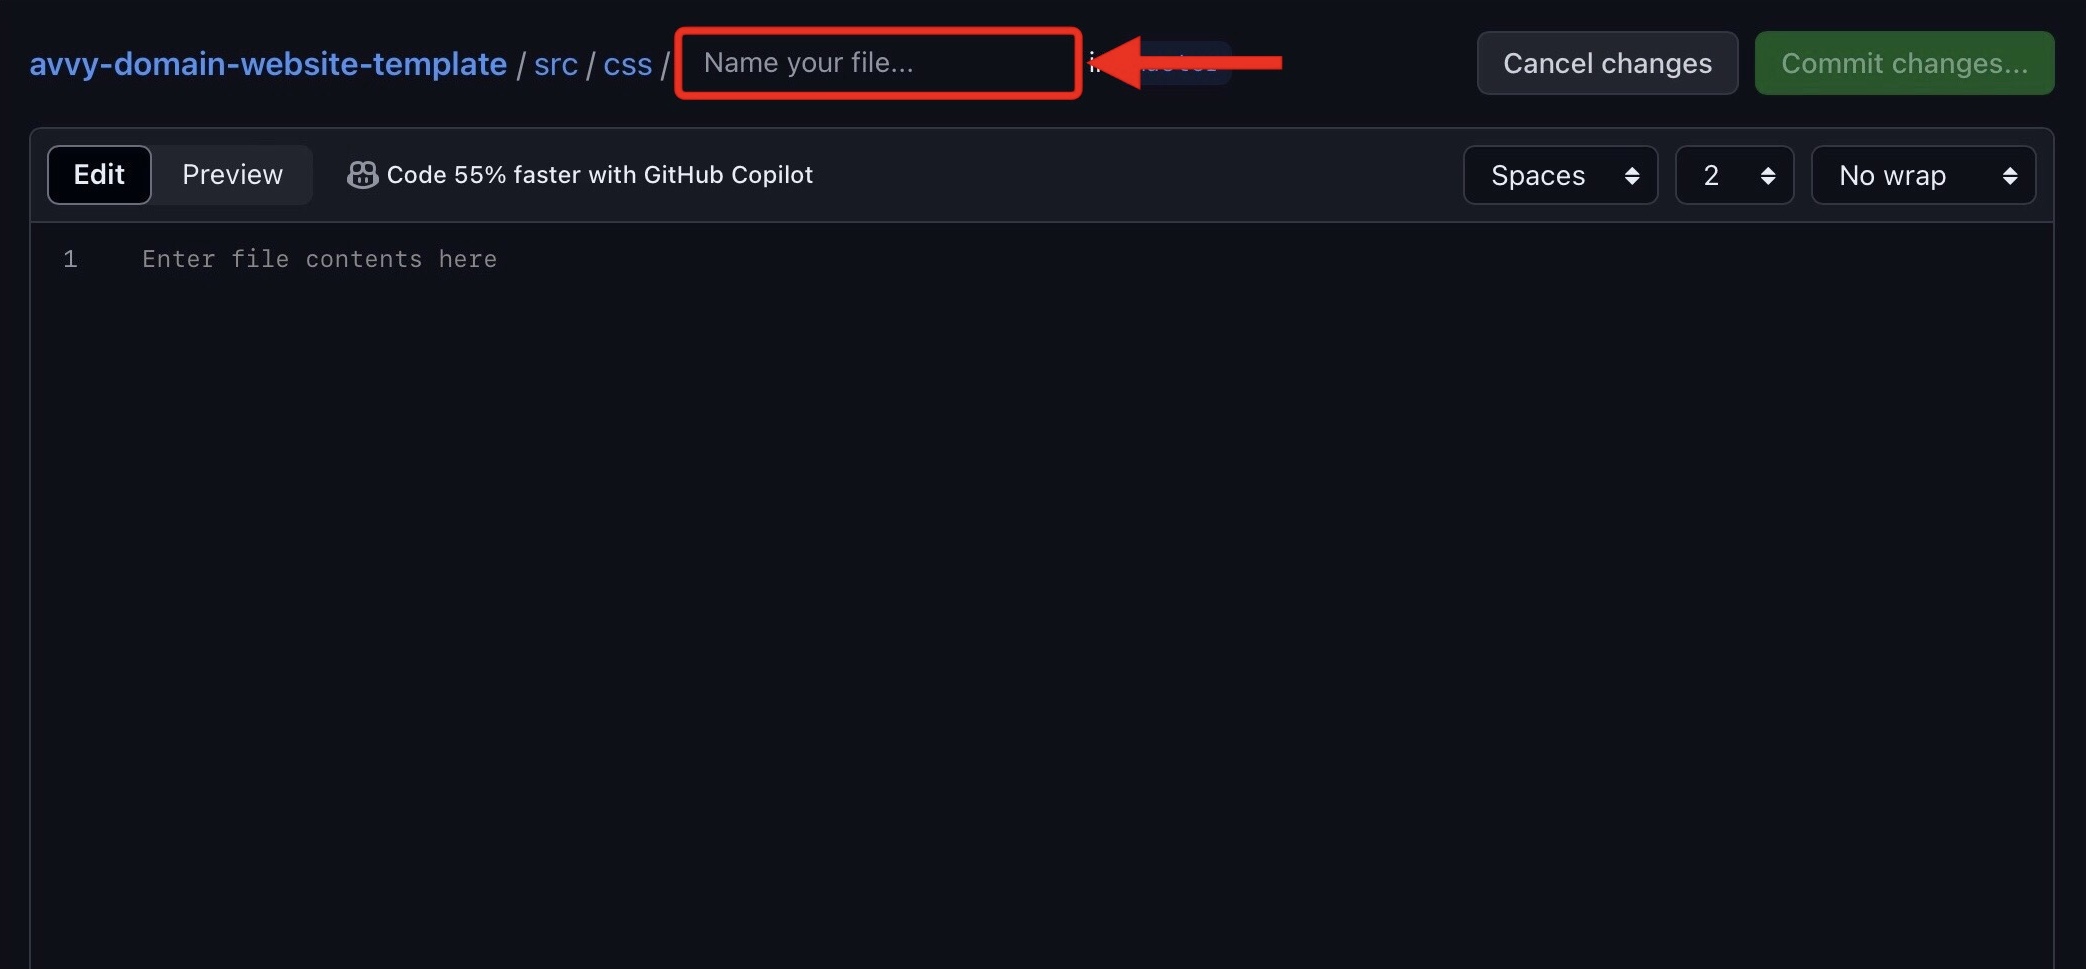 avvy-domain-website-template / src / css / Name your file... Cancel changes Commit changes...
Edit Preview Code 55% faster with GitHub Copilot Spaces 2 No wrap
1 Enter file contents here